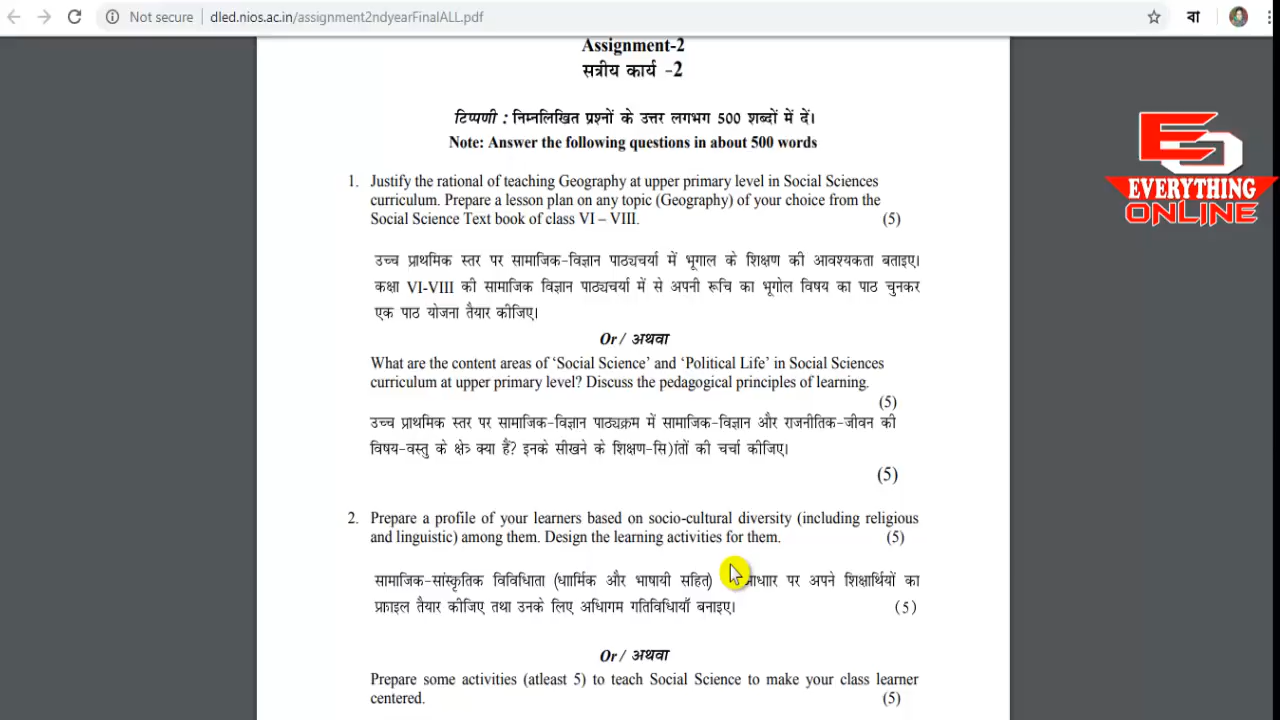 Not secure
dled.nios.ac.in/assignment2ndyearFinalALL.pdf
বা
Assignment-2
सत्रीय कार्य -2
टिप्पणी : निम्नलिखित प्रश्नों के उत्तर लगभग 500 शब्दों में दें।
Note: Answer the following questions in about 500 words
EVERYTHING
ONLINE
1. Justify the rational of teaching Geography at upper primary level in Social Sciences
curriculum. Prepare a lesson plan on any topic (Geography) of your choice from the
Social Science Text book of class VI – VIII. (5)
उच्च प्राथमिक स्तर पर सामाजिक-विज्ञान पाठ्यचर्या में भूगाल के शिक्षण की आवश्यकता बताइए।
कक्षा VI-VIII की सामाजिक विज्ञान पाठ्यचर्या में से अपनी रूचि का भूगोल विषय का पाठ चुनकर
एक पाठ योजना तैयार कीजिए।
Or / अथवा
What are the content areas of ‘Social Science’ and ‘Political Life’ in Social Sciences
curriculum at upper primary level? Discuss the pedagogical principles of learning.
(5)
उच्च प्राथमिक स्तर पर सामाजिक-विज्ञान पाठ्यक्रम में सामाजिक-विज्ञान और राजनीतिक-जीवन की
विषय-वस्तु के क्षेत्र क्या हैं? इनके सीखने के शिक्षण-सि)ांतों की चर्चा कीजिए।
(5)
2. Prepare a profile of your learners based on socio-cultural diversity (including religious
and linguistic) among them. Design the learning activities for them. (5)
सामाजिक-सांस्कृतिक विविधिाता (धाार्मिक और भाषायी सहित) पर अपने शिक्षार्थियों का
प्रफाइल तैयार कीजिए तथा उनके लिए अधिागम गतिविधिायाँ बनाइए। (5)
Or / अथवा
Prepare some activities (atleast 5) to teach Social Science to make your class learner
centered. (5)